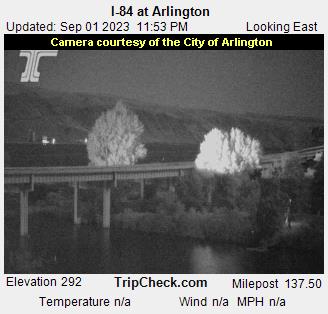 I-84 at Arlington
Updated: Sep 01 2023 11:53 PM Looking East
Camera courtesy of the City of Arlington
Elevation 292 TripCheck.com Milepost 137.50
Temperature n/a Wind n/a MPH n/a